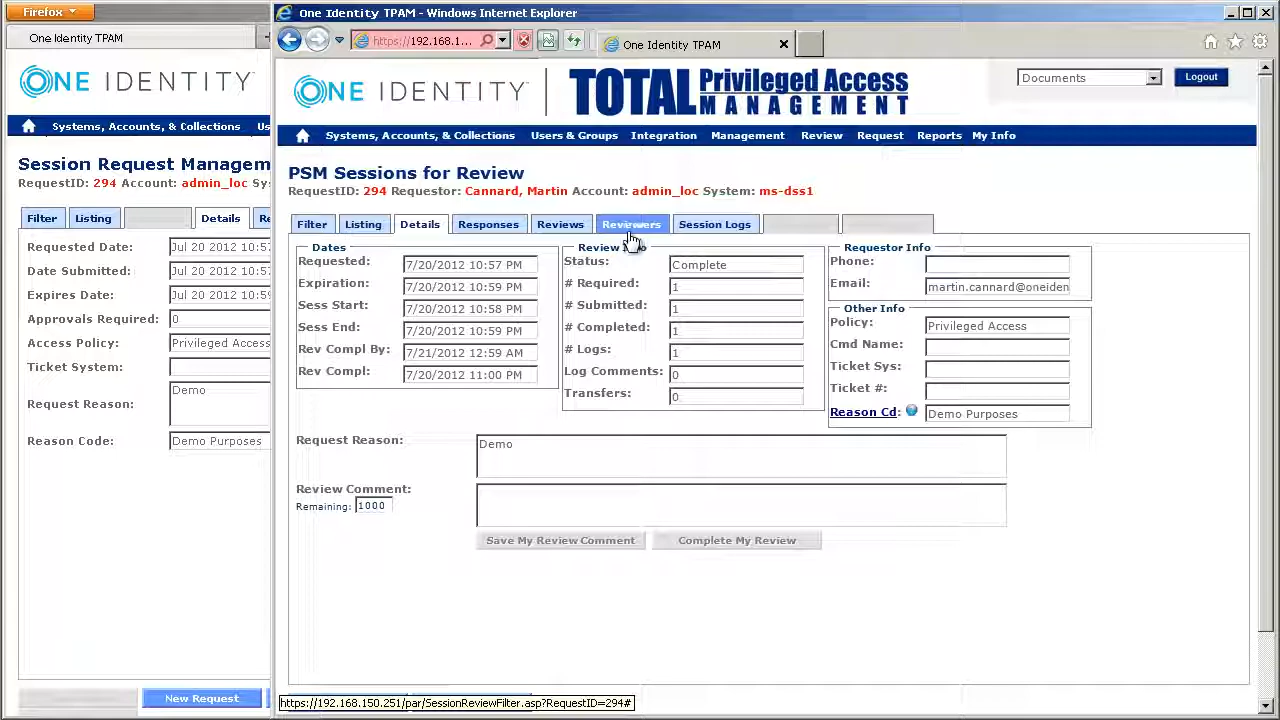 Firefox
One Identity TPAM
ONE IDENTITY
Systems, Accounts, & Collections
Session Request Managem
RequestID: 294 Account: admin_loc Sy
Filter Listing Details
Requested Date: Jul 20 2012 10:57
Date Submitted: Jul 20 2012 10:57
Expires Date: Jul 20 2012 10:59
Approvals Required: 0
Access Policy: Privileged Access
Ticket System:
Demo
Request Reason:
Reason Code: Demo Purposes
New Request
One Identity TPAM - Windows Internet Explorer
https://192.168.1...
One Identity TPAM
ONE IDENTITY
TOTAL Privileged Access
MANAGEMENT
Documents
Logout
Systems, Accounts, & Collections Users & Groups Integration Management Review Request Reports My Info
PSM Sessions for Review
RequestID: 294 Requestor: Cannard, Martin Account: admin_loc System: ms-dss1
Filter Listing Details Responses Reviews Reviewers Session Logs
Dates
Requested: 7/20/2012 10:57 PM
Expiration: 7/20/2012 10:59 PM
Sess Start: 7/20/2012 10:58 PM
Sess End: 7/20/2012 10:59 PM
Rev Compl By: 7/21/2012 12:59 AM
Rev Compl: 7/20/2012 11:00 PM
Review
Status: Complete
# Required: 1
# Submitted: 1
# Completed: 1
# Logs: 1
Log Comments: 0
Transfers: 0
Requestor Info
Phone:
Email: martin.cannard@oneiden
Other Info
Policy: Privileged Access
Cmd Name:
Ticket Sys:
Ticket #:
Reason Cd: Demo Purposes
Request Reason: Demo
Review Comment:
Remaining: 1000
Save My Review Comment Complete My Review
https://192.168.150.251/par/SessionReviewFilter.asp?RequestID=294#